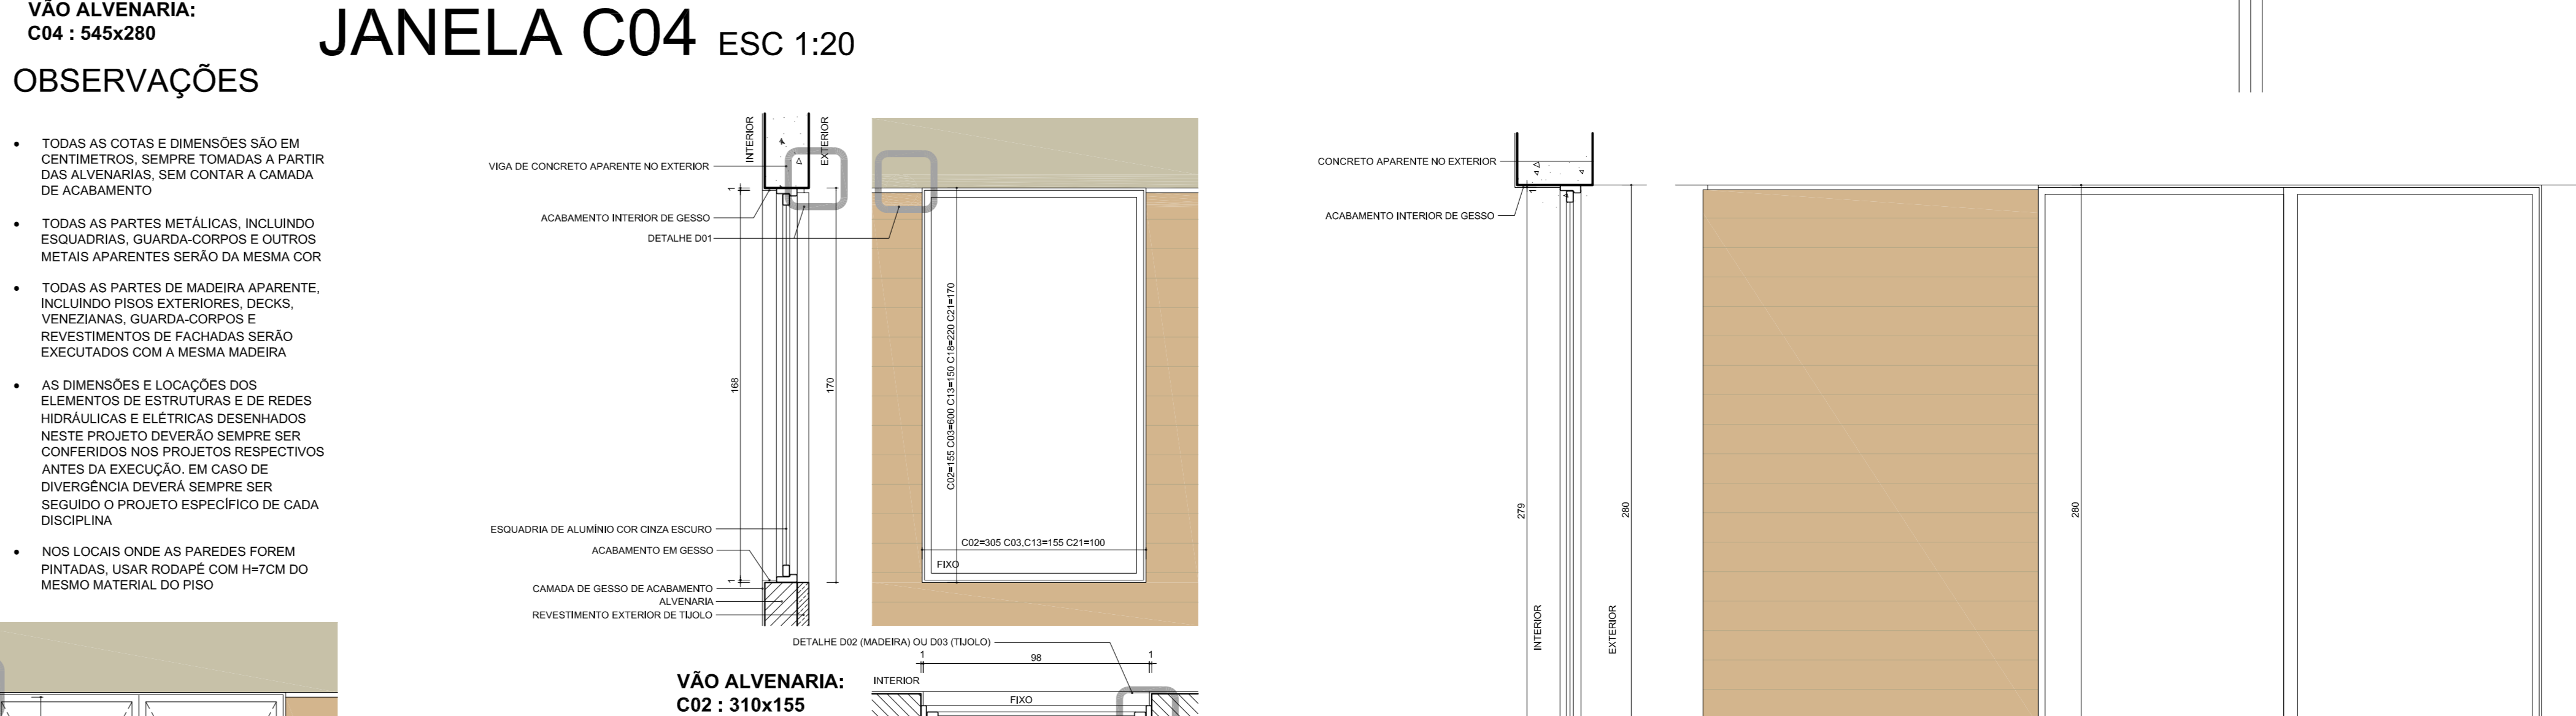 VÃO ALVENARIA:
C04 : 545x280
JANELA C04 ESC 1:20
OBSERVAÇÕES
• TODAS AS COTAS E DIMENSÕES SÃO EM
CENTIMETROS, SEMPRE TOMADAS A PARTIR
DAS ALVENARIAS, SEM CONTAR A CAMADA
DE ACABAMENTO
• TODAS AS PARTES METÁLICAS, INCLUINDO
ESQUADRIAS, GUARDA-CORPOS E OUTROS
METAIS APARENTES SERÃO DA MESMA COR
• TODAS AS PARTES DE MADEIRA APARENTE,
INCLUINDO PISOS EXTERIORES, DECKS,
VENEZIANAS, GUARDA-CORPOS E
REVESTIMENTOS DE FACHADAS SERÃO
EXECUTADOS COM A MESMA MADEIRA
• AS DIMENSÕES E LOCAÇÕES DOS
ELEMENTOS DE ESTRUTURAS E DE REDES
HIDRÁULICAS E ELÉTRICAS DESENHADOS
NESTE PROJETO DEVERÃO SEMPRE SER
CONFERIDOS NOS PROJETOS RESPECTIVOS
ANTES DA EXECUÇÃO. EM CASO DE
DIVERGÊNCIA DEVERÁ SEMPRE SER
SEGUIDO O PROJETO ESPECÍFICO DE CADA
DISCIPLINA
• NOS LOCAIS ONDE AS PAREDES FOREM
PINTADAS, USAR RODAPÉ COM H=7CM DO
MESMO MATERIAL DO PISO
INTERIOR
EXTERIOR
VIGA DE CONCRETO APARENTE NO EXTERIOR
1
ACABAMENTO INTERIOR DE GESSO
DETALHE D01
168
170
C02=155 C03=600 C13=150 C18=220 C21=170
ESQUADRIA DE ALUMÍNIO COR CINZA ESCURO
ACABAMENTO EM GESSO
C02=305 C03,C13=155 C21=100
FIXO
1
CAMADA DE GESSO DE ACABAMENTO
ALVENARIA
REVESTIMENTO EXTERIOR DE TIJOLO
DETALHE D02 (MADEIRA) OU D03 (TIJOLO)
1
98
1
VÃO ALVENARIA:
C02 : 310x155
INTERIOR
FIXO
CONCRETO APARENTE NO EXTERIOR
1
ACABAMENTO INTERIOR DE GESSO
279
280
INTERIOR
EXTERIOR
280